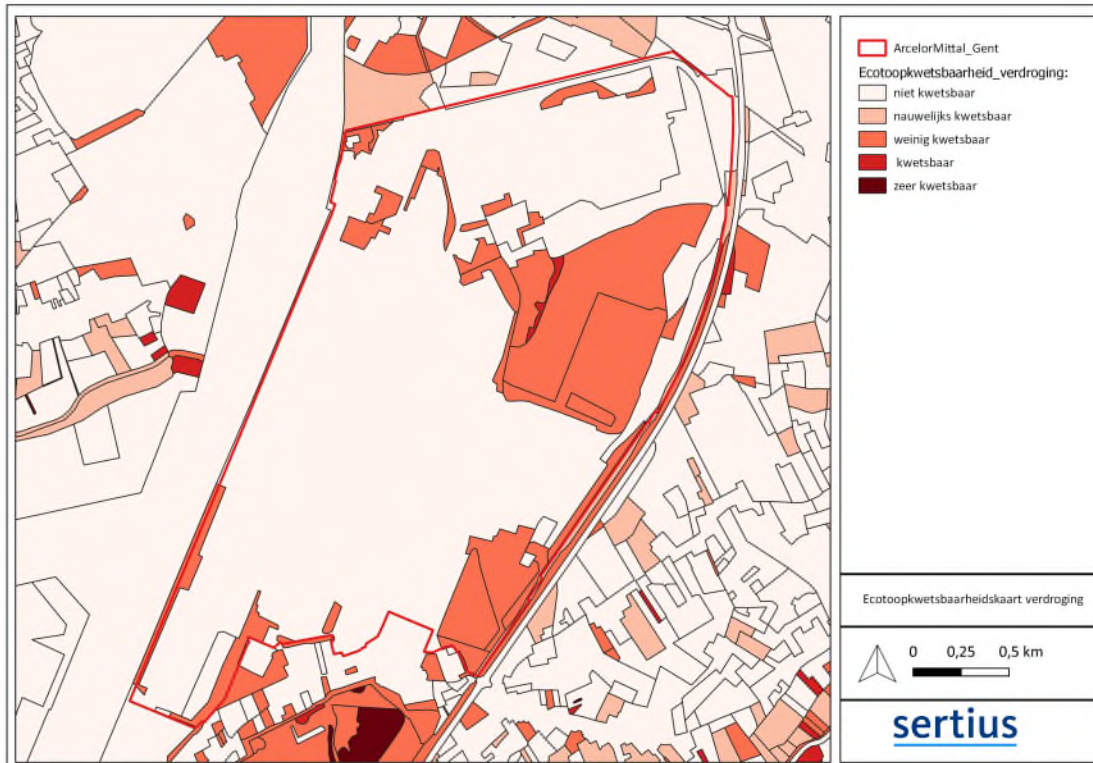 ArcelorMittal_Gent
Ecotoopkwetsbaarheid_verdroging:
niet kwetsbaar
nauwelijks kwetsbaar
weinig kwetsbaar
kwetsbaar
zeer kwetsbaar
Ecotoopkwetsbaarheidskaart verdroging
0 0,25 0,5 km
sertius